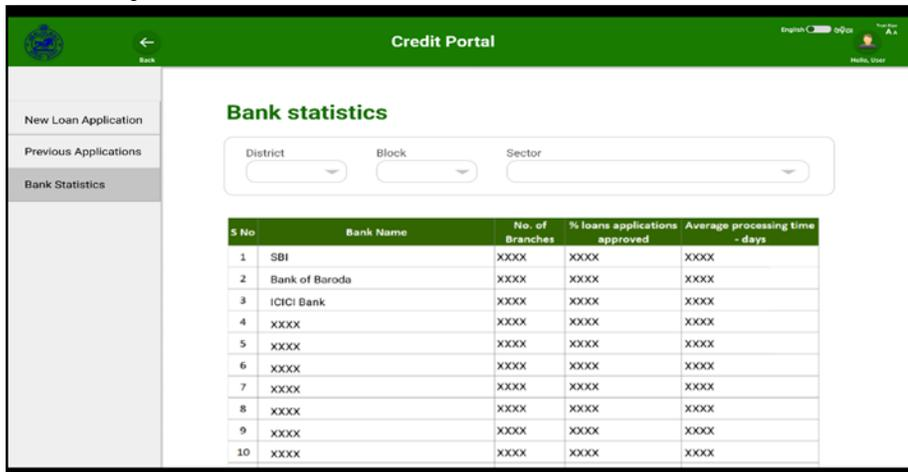 Credit Portal
English ଓଡ଼ିଆ
Text Size
A A
Back
Hello, User
New Loan Application
Previous Applications
Bank Statistics
Bank statistics
District Block Sector
S No Bank Name No. of Branches % loans applications approved Average processing time - days
1 SBI XXXX XXXX XXXX
2 Bank of Baroda XXXX XXXX XXXX
3 ICICI Bank XXXX XXXX XXXX
4 XXXX XXXX XXXX XXXX
5 XXXX XXXX XXXX XXXX
6 XXXX XXXX XXXX XXXX
7 XXXX XXXX XXXX XXXX
8 XXXX XXXX XXXX XXXX
9 XXXX XXXX XXXX XXXX
10 XXXX XXXX XXXX XXXX